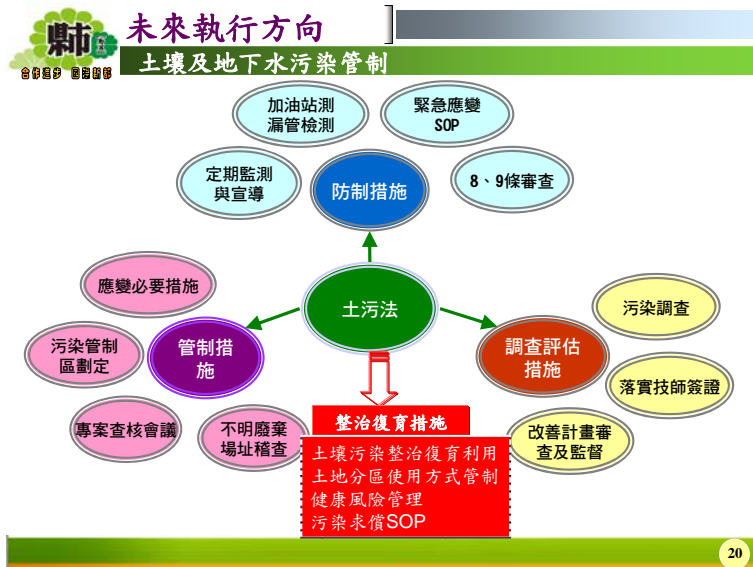 未來執行方向
縣市
合作進步
土壤及地下水污染管制
加油站測
漏管檢測
緊急應變
SOP
定期監測
與宣導
防制措施
8、9條審查
應變必要措施
土污法
污染調查
污染管制
區劃定
管制措
施
調查評估
措施
落實技師簽證
專案查核會議
不明廢棄
場址稽查
整治復育措施
改善計畫審
查及監督
土壤污染整治復育利用
土地分區使用方式管制
健康風險管理
污染求償SOP
20